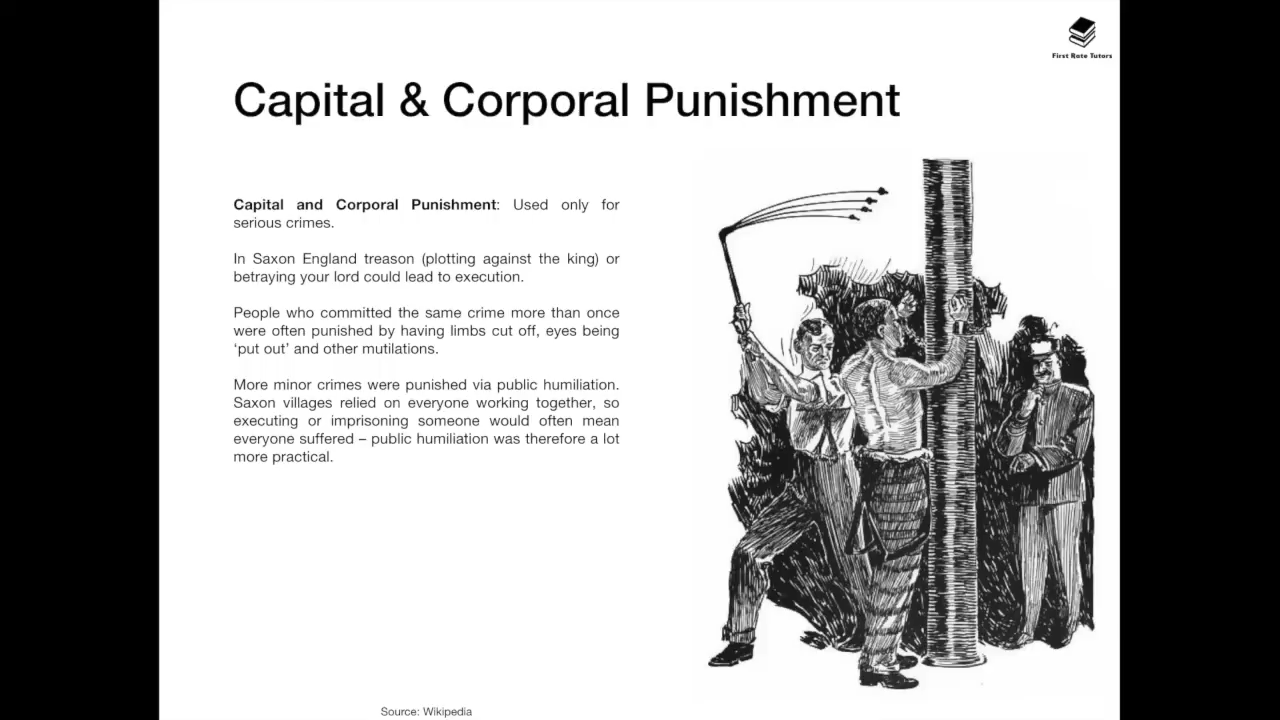 First Rate Tutors
Capital & Corporal Punishment
Capital and Corporal Punishment: Used only for
serious crimes.
In Saxon England treason (plotting against the king) or
betraying your lord could lead to execution.
People who committed the same crime more than once
were often punished by having limbs cut off, eyes being
‘put out’ and other mutilations.
More minor crimes were punished via public humiliation.
Saxon villages relied on everyone working together, so
executing or imprisoning someone would often mean
everyone suffered – public humiliation was therefore a lot
more practical.
Source: Wikipedia